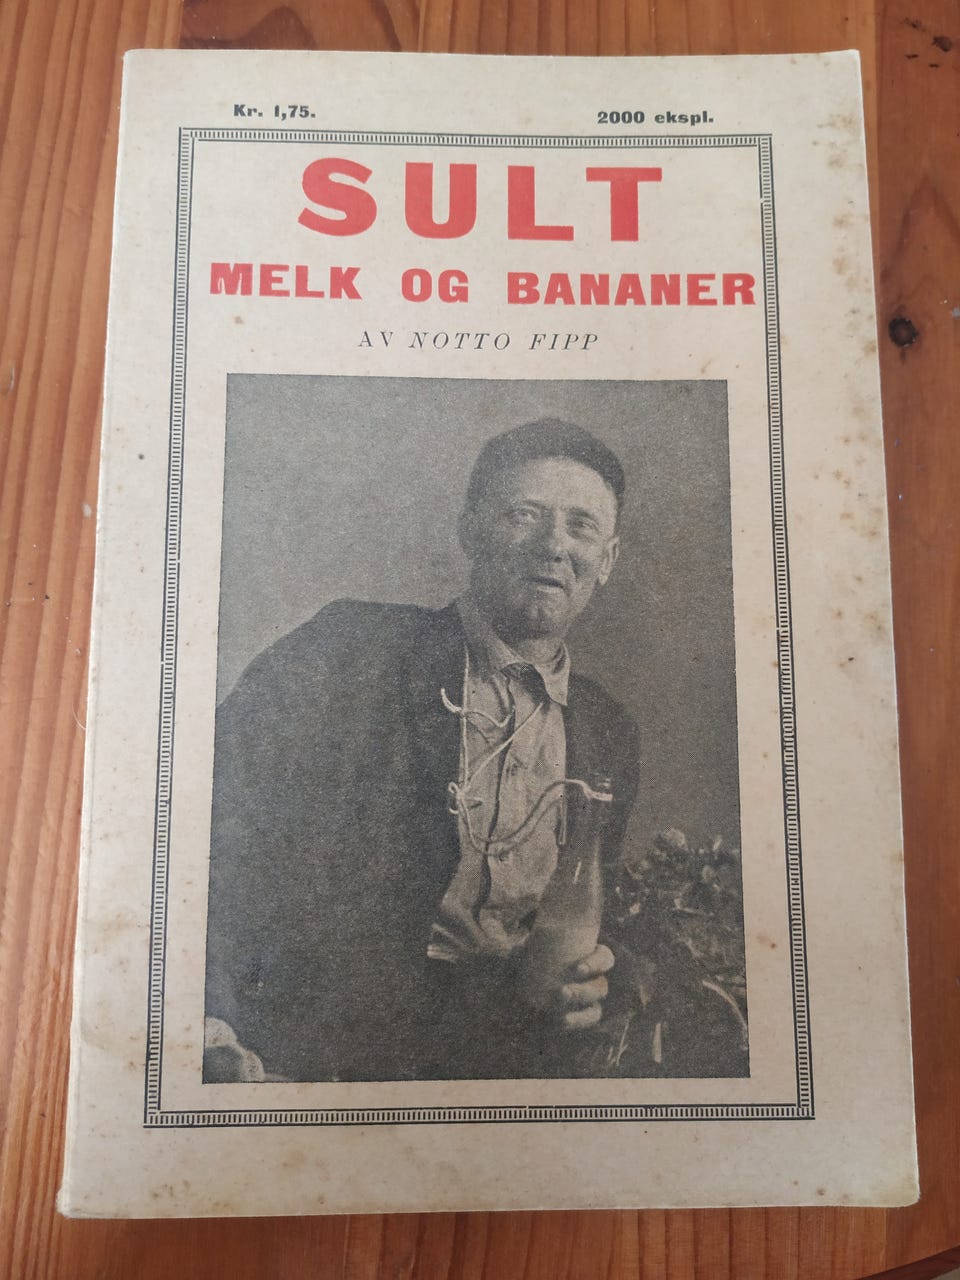 Kr. 1,75.
2000 ekspl.
SULT
MELK OG BANANER
AV NOTTO FIPP